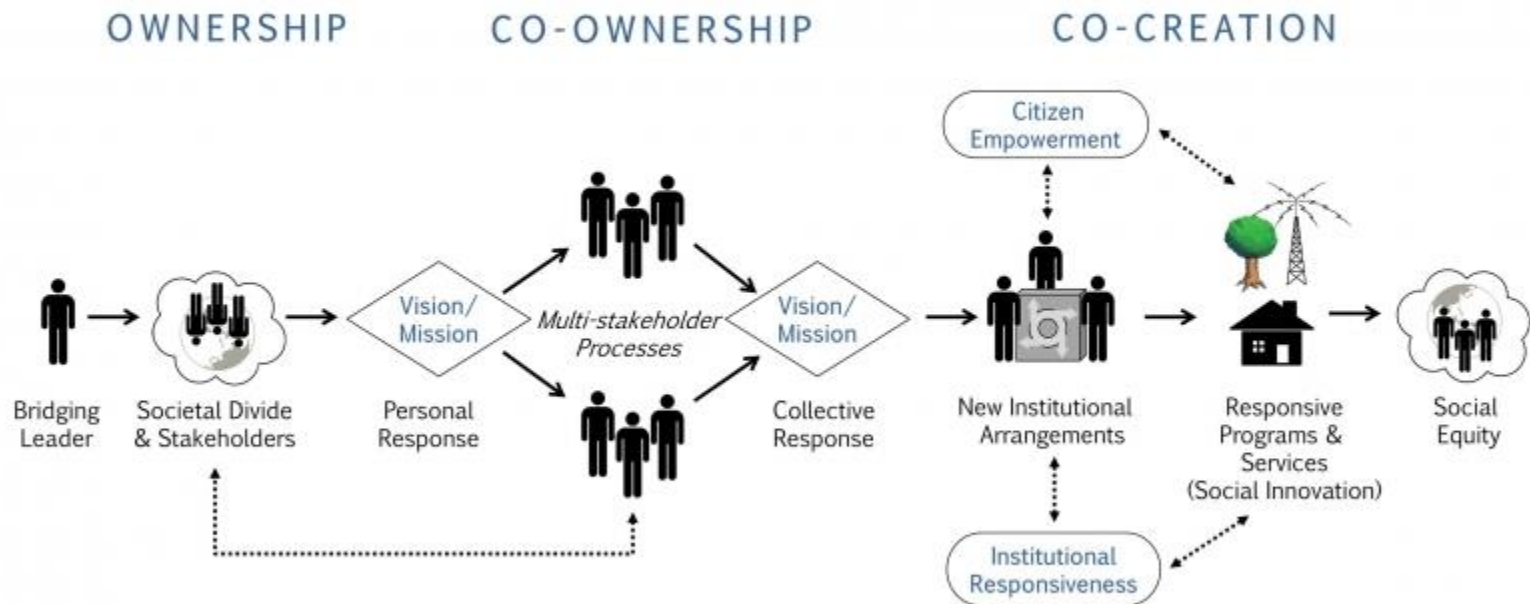 OWNERSHIP
CO-OWNERSHIP
CO-CREATION
Citizen
Empowerment
Vision/
Mission
Multi-stakeholder
Processes
Vision/
Mission
Bridging
Leader
Societal Divide
& Stakeholders
Personal
Response
Collective
Response
New Institutional
Arrangements
Responsive
Programs &
Services
(Social Innovation)
Social
Equity
Institutional
Responsiveness